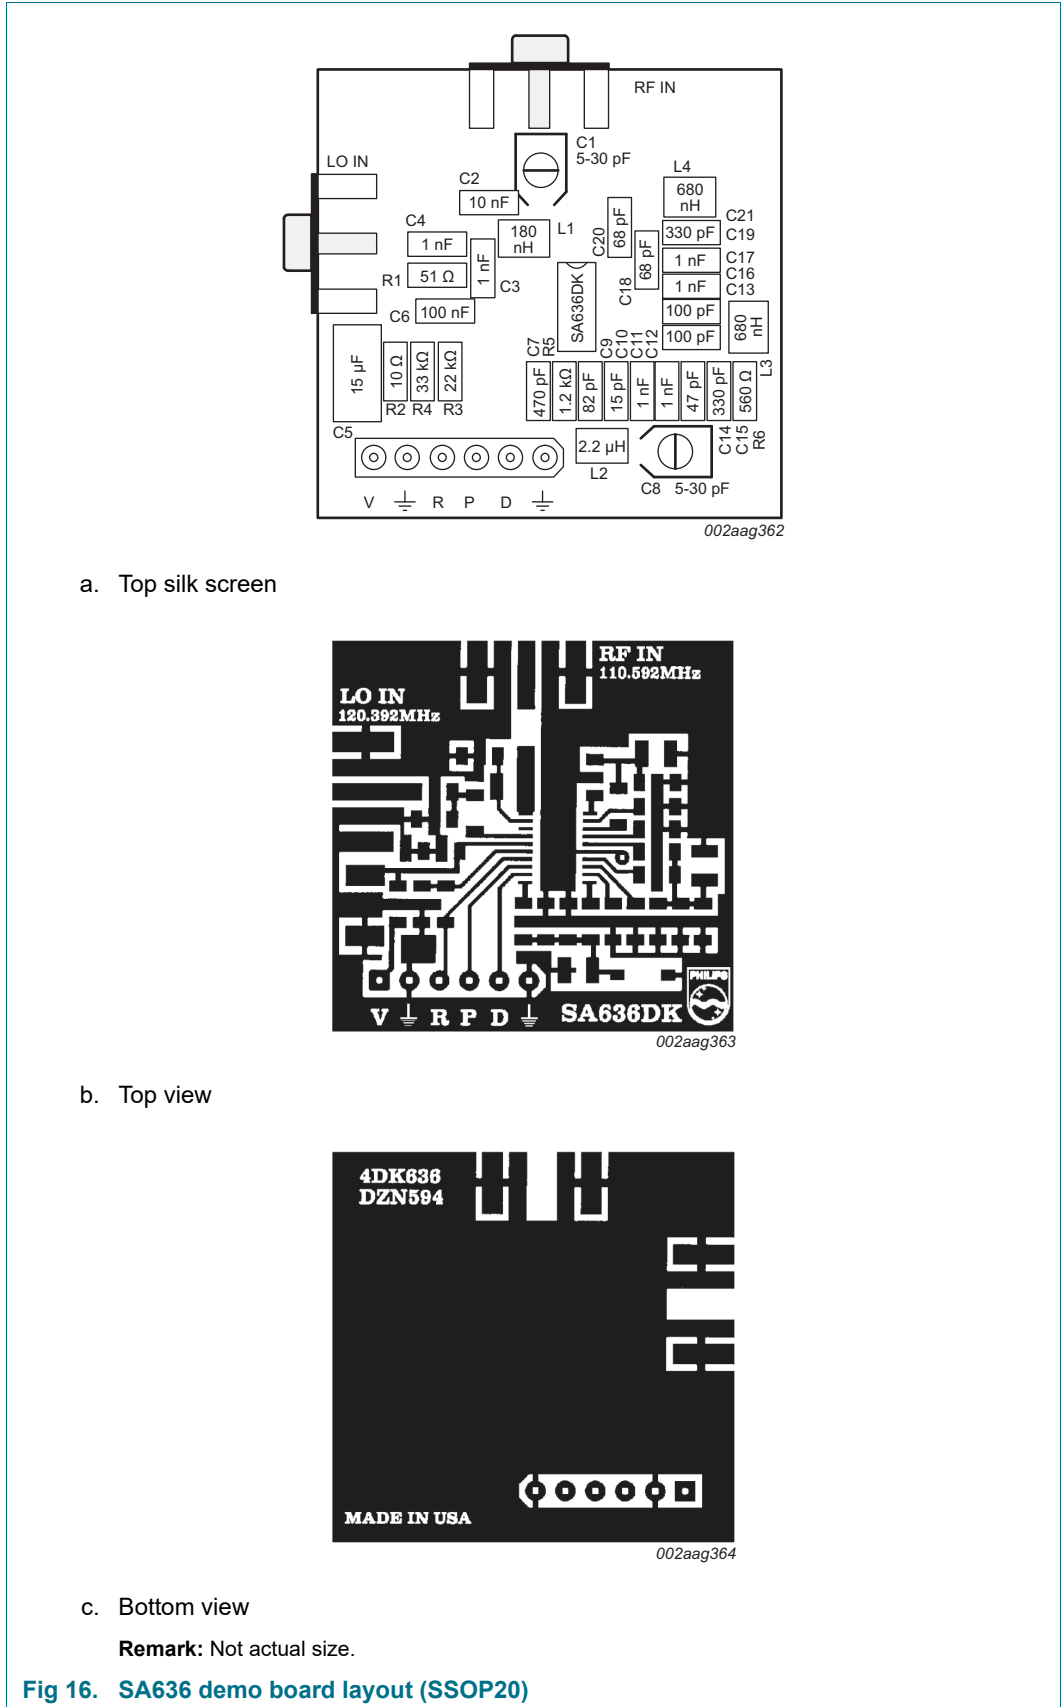 RF IN
C1
5-30 pF
LO IN
L4
680
nH
C2
10 nF
C21
C4
180
nH
L1
C20
68 pF
330 pF
C19
1 nF
68 pF
1 nF
C17
C16
R1
51 Ω
1 nF
C3
C18
1 nF
C13
C6
100 nF
SA636DK
100 pF
680
nH
100 pF
15 µF
10 Ω
33 kΩ
22 kΩ
C7
R5
C9
C10
C11
C12
L3
470 pF
1.2 kΩ
82 pF
15 pF
1 nF
1 nF
47 pF
330 pF
560 Ω
R2
R4
R3
C5
C14
C15
R6
2.2 µH
L2
C8 5-30 pF
V R P D
002aag362
a. Top silk screen
RF IN
110.592MHz
LO IN
120.392MHz
PHILIPS
V R P D SA636DK
002aag363
b. Top view
4DK636
DZN594
MADE IN USA
002aag364
c. Bottom view
Remark: Not actual size.
Fig 16. SA636 demo board layout (SSOP20)